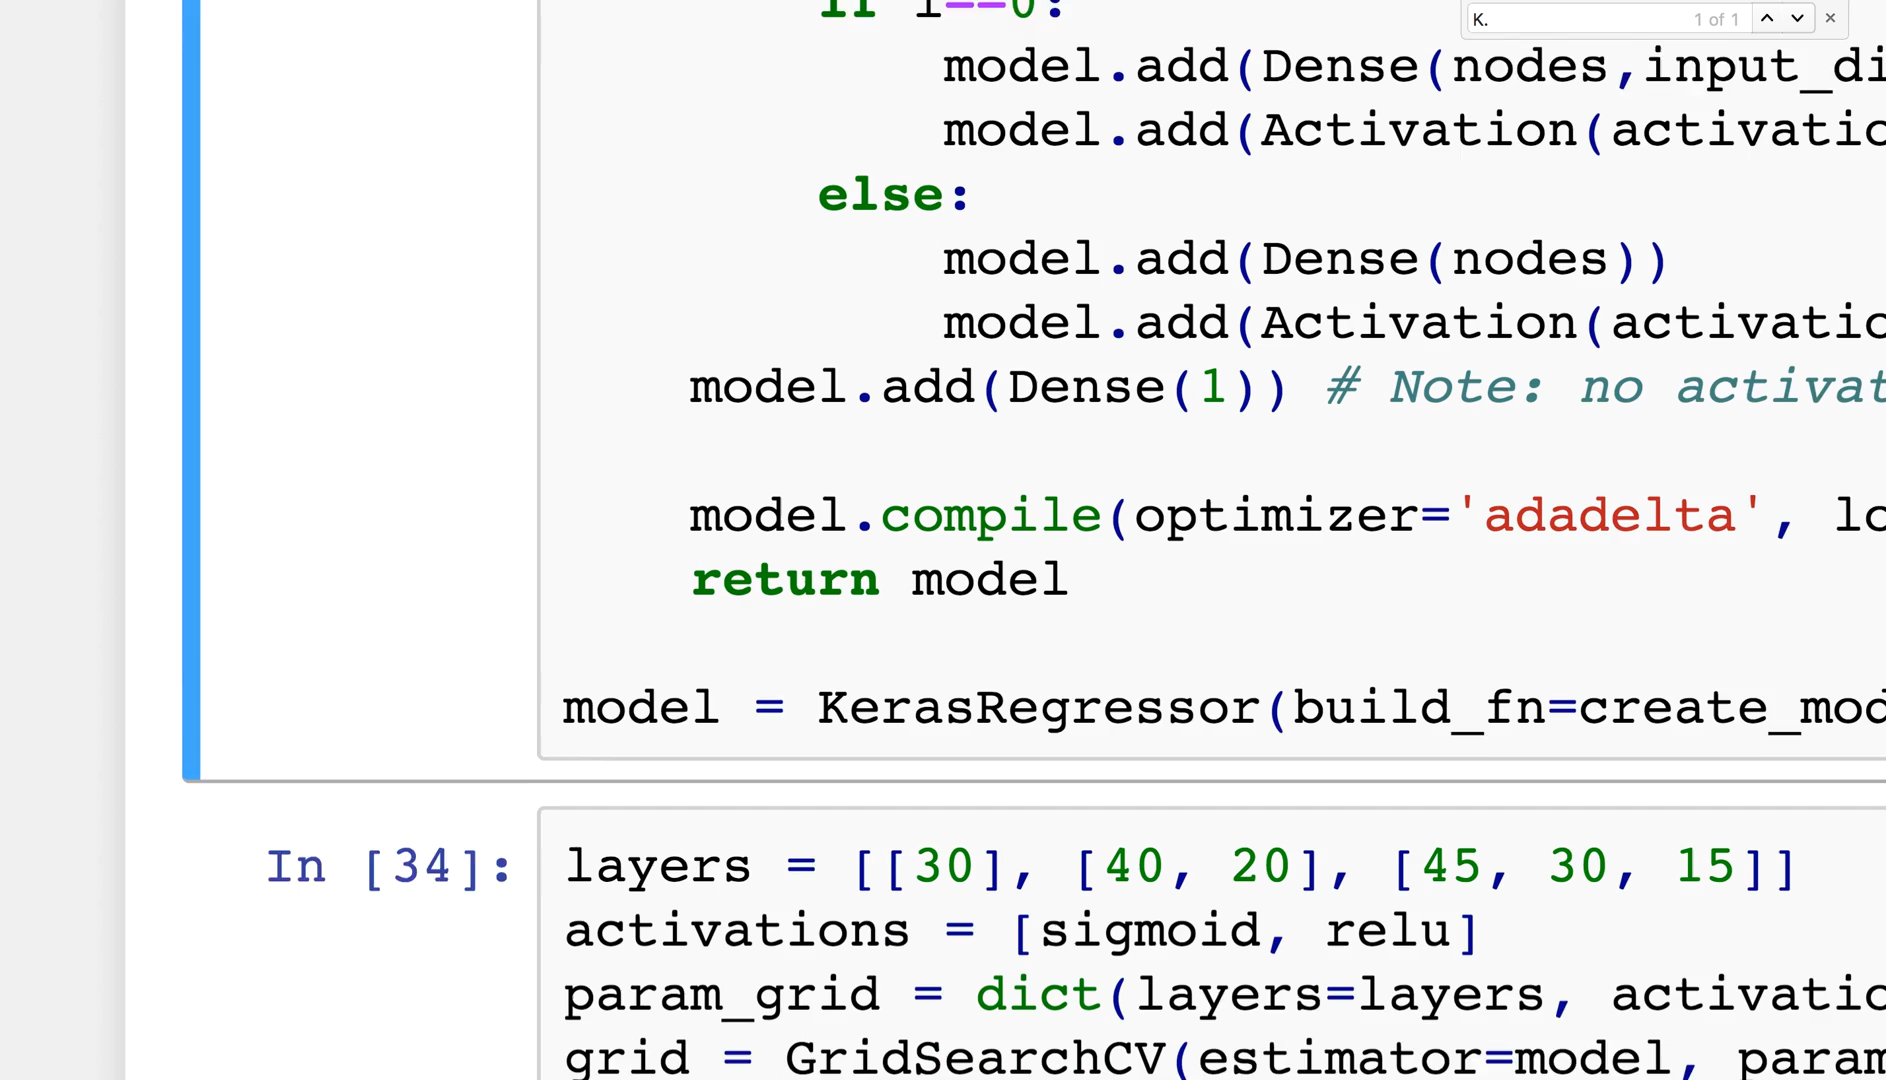 if i==0:
K. 1 of 1
model.add(Dense(nodes,input_di
model.add(Activation(activatio
else:
model.add(Dense(nodes))
model.add(Activation(activatio
model.add(Dense(1)) # Note: no activat
model.compile(optimizer='adadelta', lo
return model
model = KerasRegressor(build_fn=create_mod
In [34]: layers = [[30], [40, 20], [45, 30, 15]]
activations = [sigmoid, relu]
param_grid = dict(layers=layers, activatio
grid = GridSearchCV(estimator=model, param